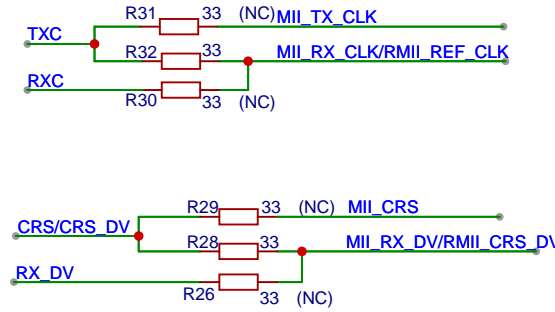 R31 33 (NC) MII_TX_CLK
TXC
R32 33 MII_RX_CLK/RMII_REF_CLK
RXC
R30 33 (NC)
R29 33 (NC) MII_CRS
CRS/CRS_DV
R28 33 MII_RX_DV/RMII_CRS_DV
RX_DV
R26 33 (NC)